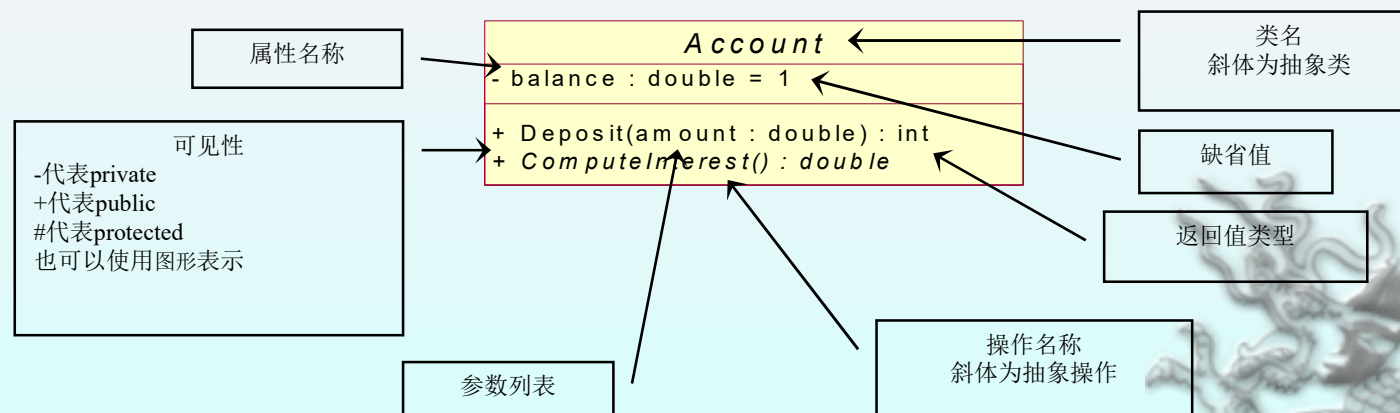 Account
- balance : double = 1
+ Deposit(amount : double) : int
+ ComputeInterest() : double
属性名称
可见性
-代表private
+代表public
#代表protected
也可以使用图形表示
参数列表
类名
斜体为抽象类
缺省值
返回值类型
操作名称
斜体为抽象操作